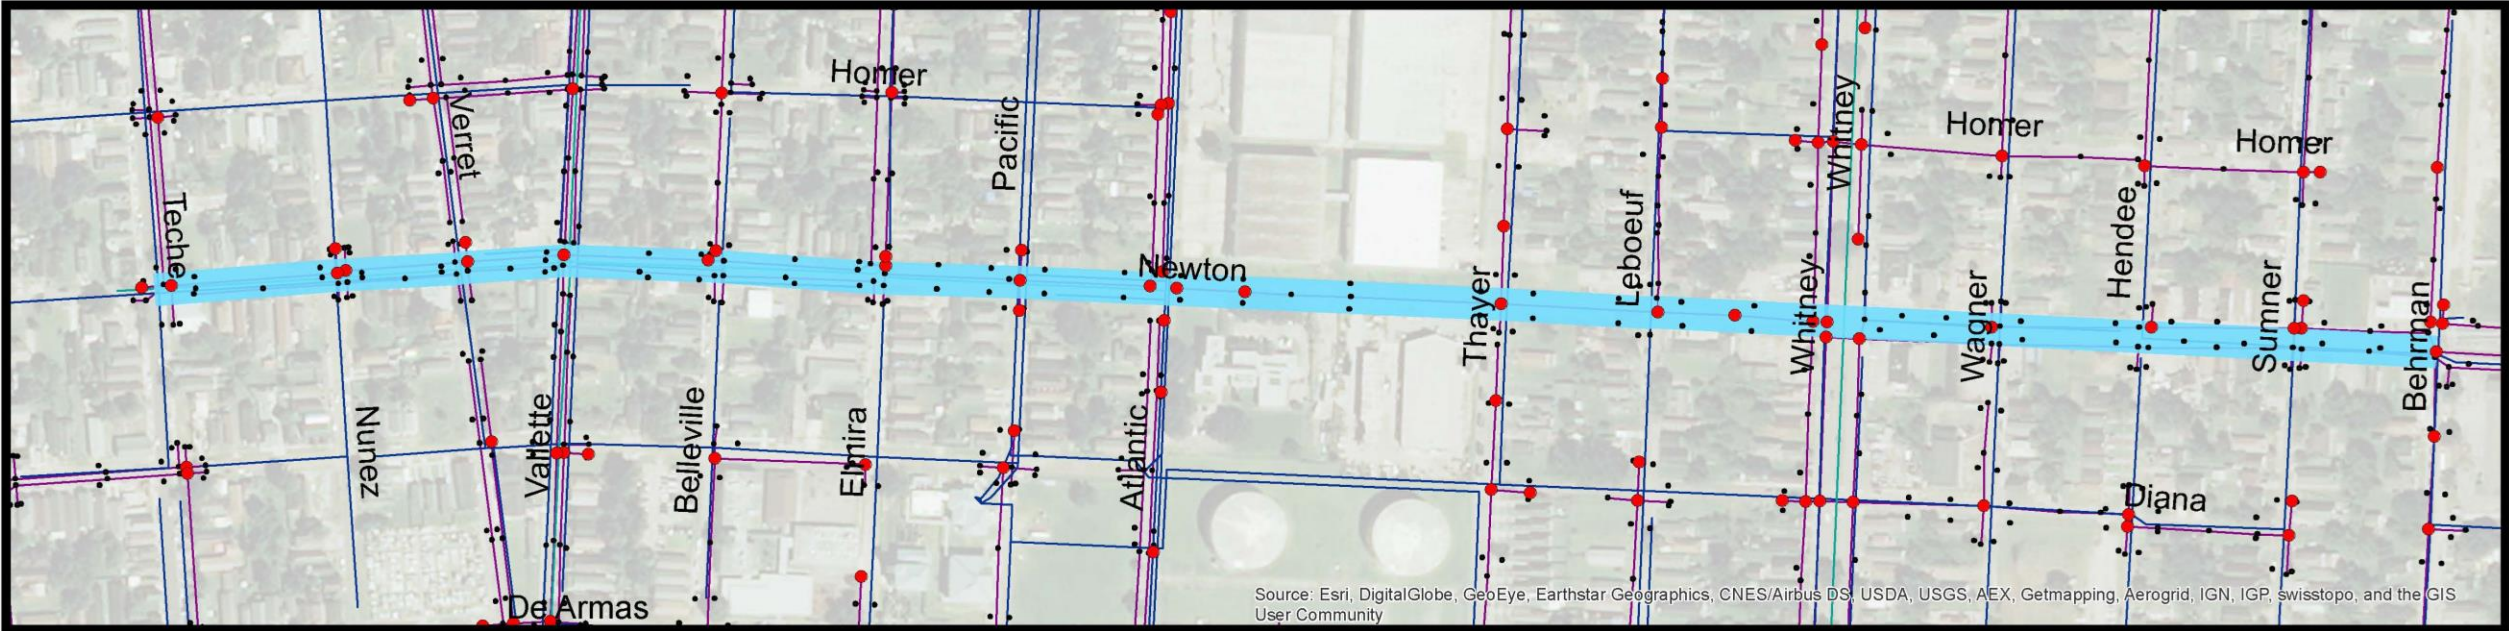 Homer
Verret
Pacific
Whitney
Homer
Homer
Teche
Newton
Leboeuf
Hendee
Thayer
Whitney
Wagner
Sumner
Behrman
Nunez
Vallette
Belleville
Elmira
Atlantic
Diana
De Armas
Source: Esri, DigitalGlobe, GeoEye, Earthstar Geographics, CNES/Airbus DS, USDA, USGS, AEX, Getmapping, Aerogrid, IGN, IGP, swisstopo, and the GIS
User Community